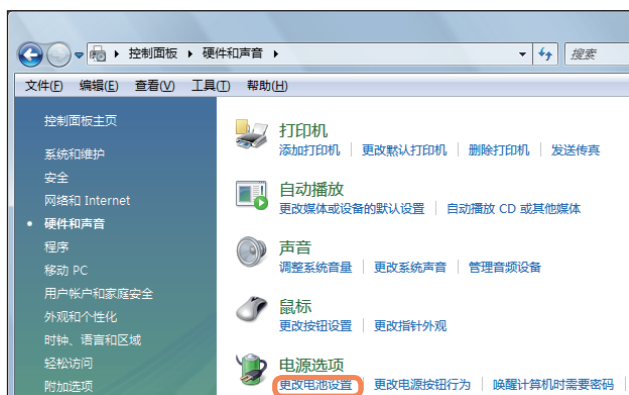 控制面板 ▸ 硬件和声音 ▸ 搜索
文件(F) 编辑(E) 查看(V) 工具(T) 帮助(H)
控制面板主页
系统和维护
安全
网络和 Internet
• 硬件和声音
程序
移动 PC
用户帐户和家庭安全
外观和个性化
时钟、语言和区域
轻松访问
附加选项
打印机
添加打印机 更改默认打印机 删除打印机 发送传真
自动播放
更改媒体或设备的默认设置 自动播放 CD 或其他媒体
声音
调整系统音量 更改系统声音 管理音频设备
鼠标
更改按钮设置 更改指针外观
电源选项
更改电池设置 更改电源按钮行为 唤醒计算机时需要密码